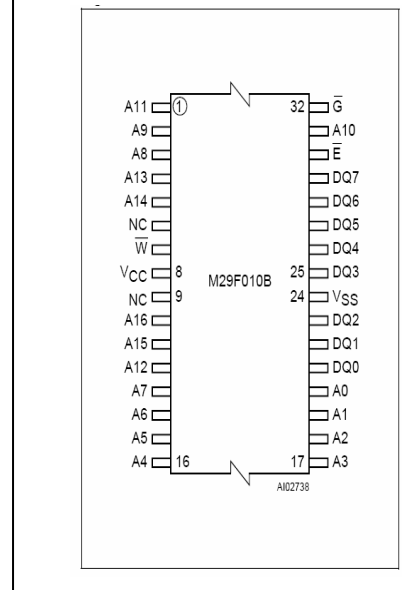 A11 1 32 G̅
A9 A10
A8 E̅
A13 DQ7
A14 DQ6
NC DQ5
W̅ DQ4
VCC 8 25 DQ3
M29F010B
NC 9 24 VSS
A16 DQ2
A15 DQ1
A12 DQ0
A7 A0
A6 A1
A5 A2
A4 16 17 A3
AI02738